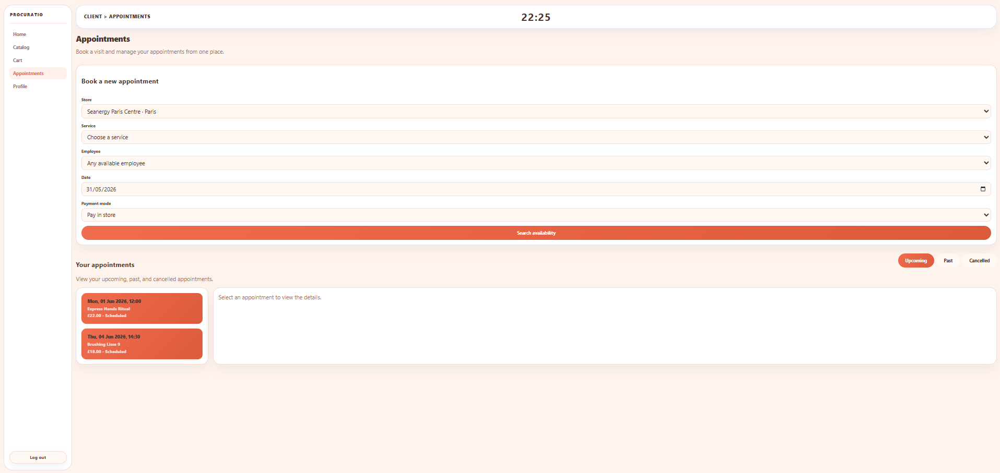 PROCURATIO
Home
Catalog
Cart
Appointments
Profile
Log out
CLIENT > APPOINTMENTS
22:25
Appointments
Book a visit and manage your appointments from one place.
Book a new appointment
Store
Seanergy Paris Centre · Paris
Service
Choose a service
Employee
Any available employee
Date
31/05/2026
Payment mode
Pay in store
Search availability
Your appointments
Upcoming
Past
Cancelled
View your upcoming, past, and cancelled appointments.
Mon, 01 Jun 2026, 12:00
Express Hands Ritual
£22.00 - Scheduled
Thu, 04 Jun 2026, 14:30
Brushing Lisse 9
£18.00 - Scheduled
Select an appointment to view the details.